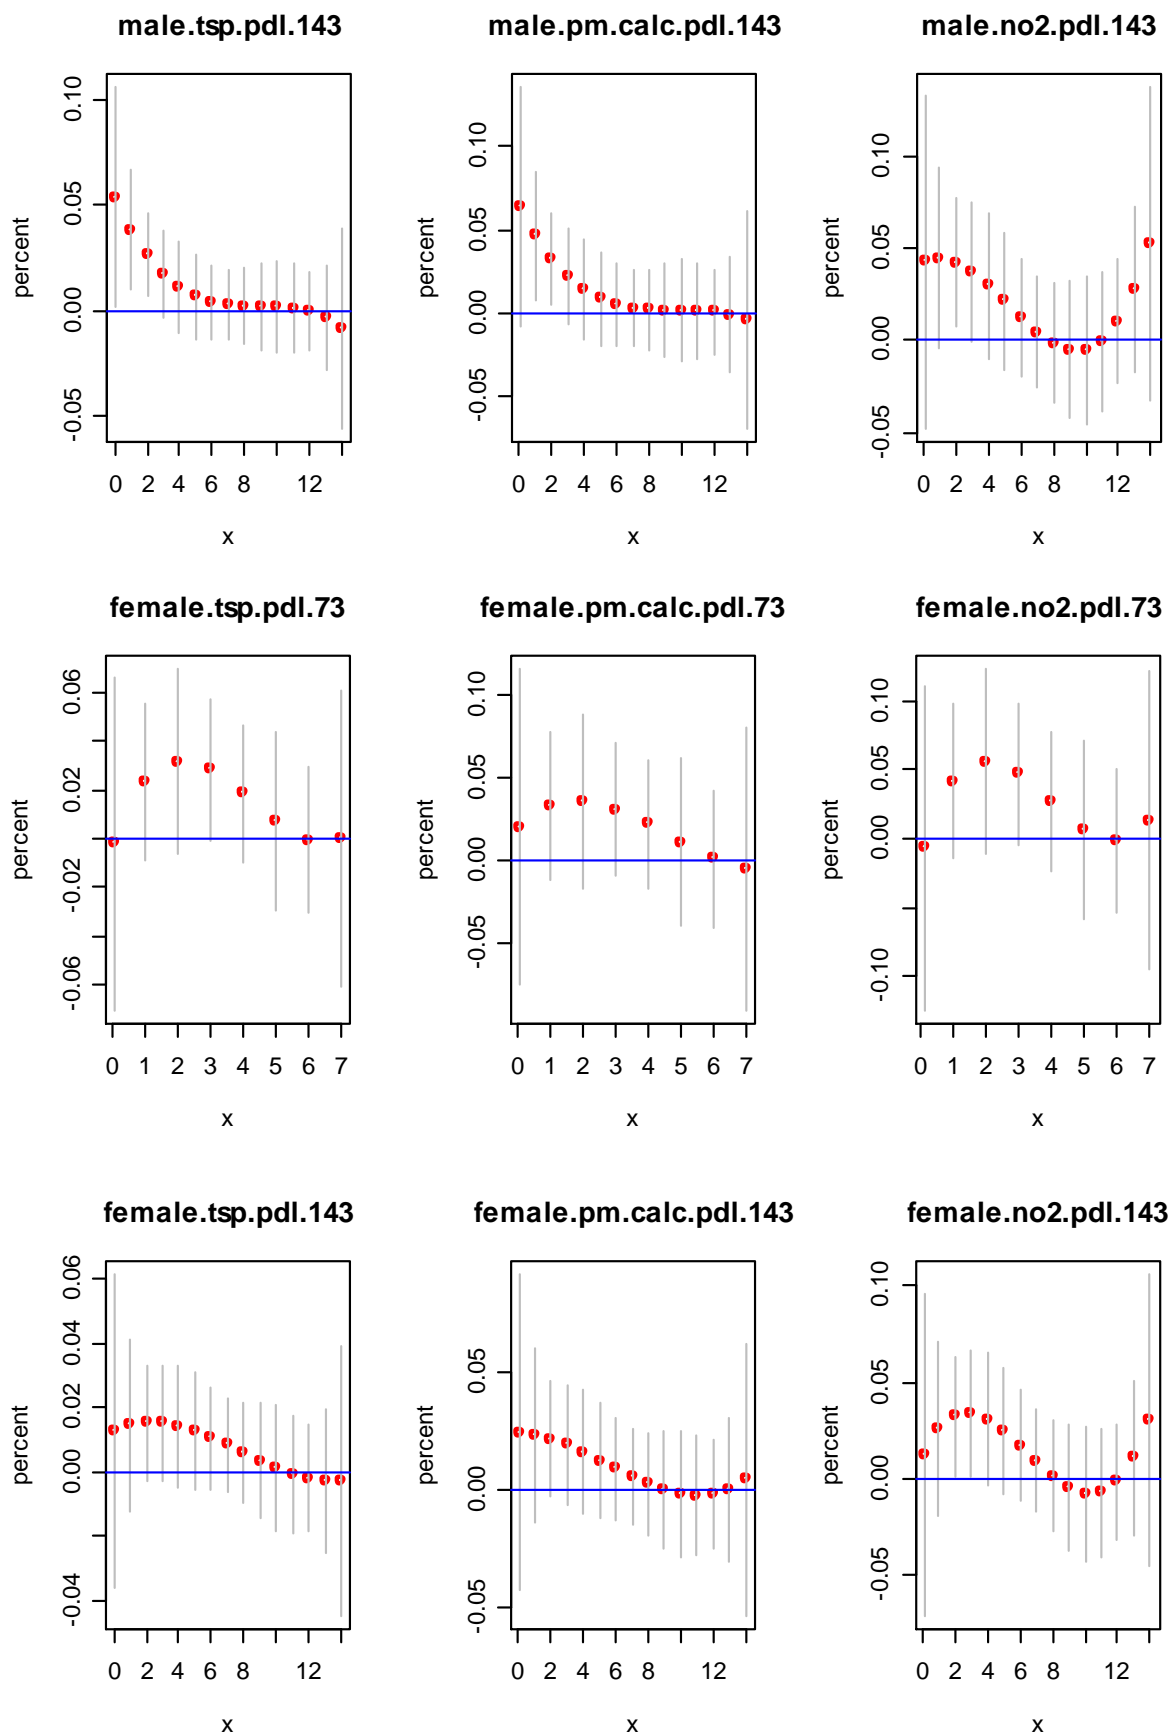 male.tsp.pdl.143
male.pm.calc.pdl.143
male.no2.pdl.143
percent
-0.05 0.00 0.05 0.10
0 2 4 6 8 12
x
percent
-0.05 0.00 0.05 0.10
0 2 4 6 8 12
x
percent
-0.05 0.00 0.05 0.10
0 2 4 6 8 12
x
female.tsp.pdl.73
female.pm.calc.pdl.73
female.no2.pdl.73
percent
-0.06 -0.02 0.02 0.06
0 1 2 3 4 5 6 7
x
percent
-0.05 0.00 0.05 0.10
0 1 2 3 4 5 6 7
x
percent
-0.10 0.00 0.05 0.10
0 1 2 3 4 5 6 7
x
female.tsp.pdl.143
female.pm.calc.pdl.143
female.no2.pdl.143
percent
-0.04 0.00 0.02 0.04 0.06
0 2 4 6 8 12
x
percent
-0.05 0.00 0.05
0 2 4 6 8 12
x
percent
-0.05 0.00 0.05 0.10
0 2 4 6 8 12
x